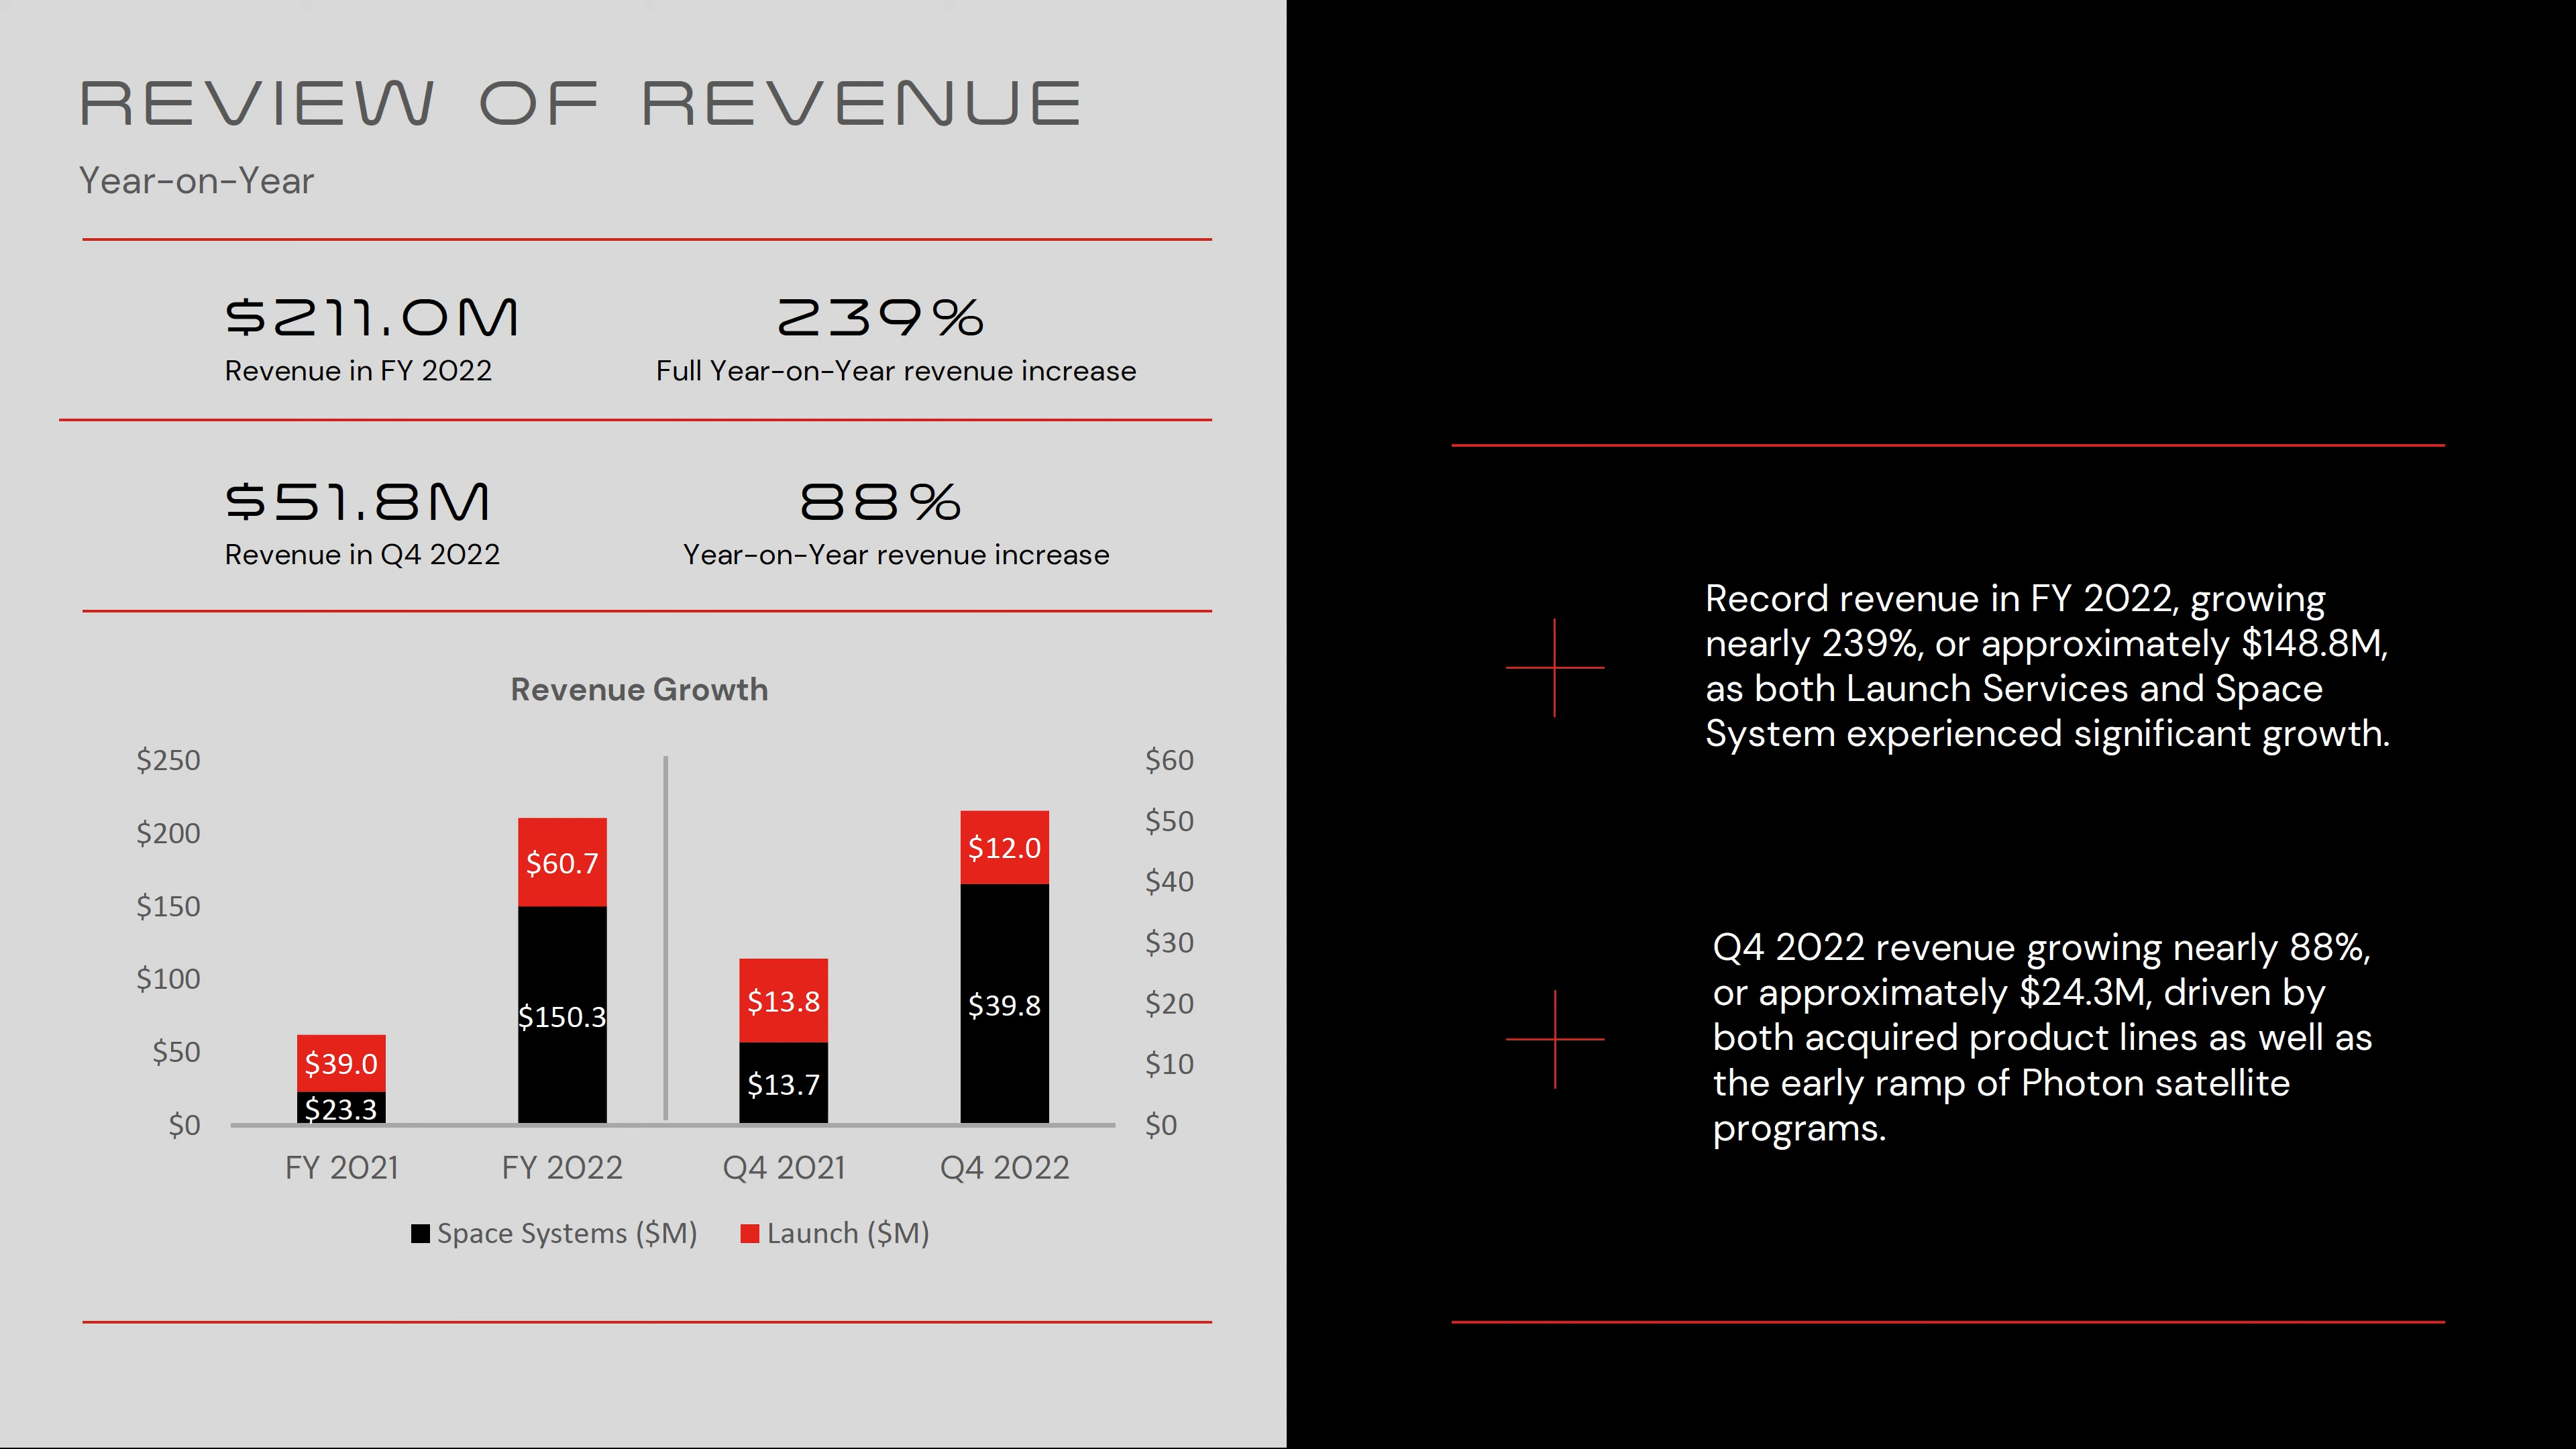 REVIEW OF REVENUE
Year-on-Year
$211.0M
Revenue in FY 2022
239%
Full Year-on-Year revenue increase
$51.8M
Revenue in Q4 2022
88%
Year-on-Year revenue increase
Revenue Growth
$250
$200
$150
$100
$50
$0
$60
$50
$40
$30
$20
$10
$0
$39.0
$23.3
$60.7
$150.3
$13.8
$13.7
$12.0
$39.8
FY 2021
FY 2022
Q4 2021
Q4 2022
Space Systems ($M)
Launch ($M)
Record revenue in FY 2022, growing
nearly 239%, or approximately $148.8M,
as both Launch Services and Space
System experienced significant growth.
Q4 2022 revenue growing nearly 88%,
or approximately $24.3M, driven by
both acquired product lines as well as
the early ramp of Photon satellite
programs.